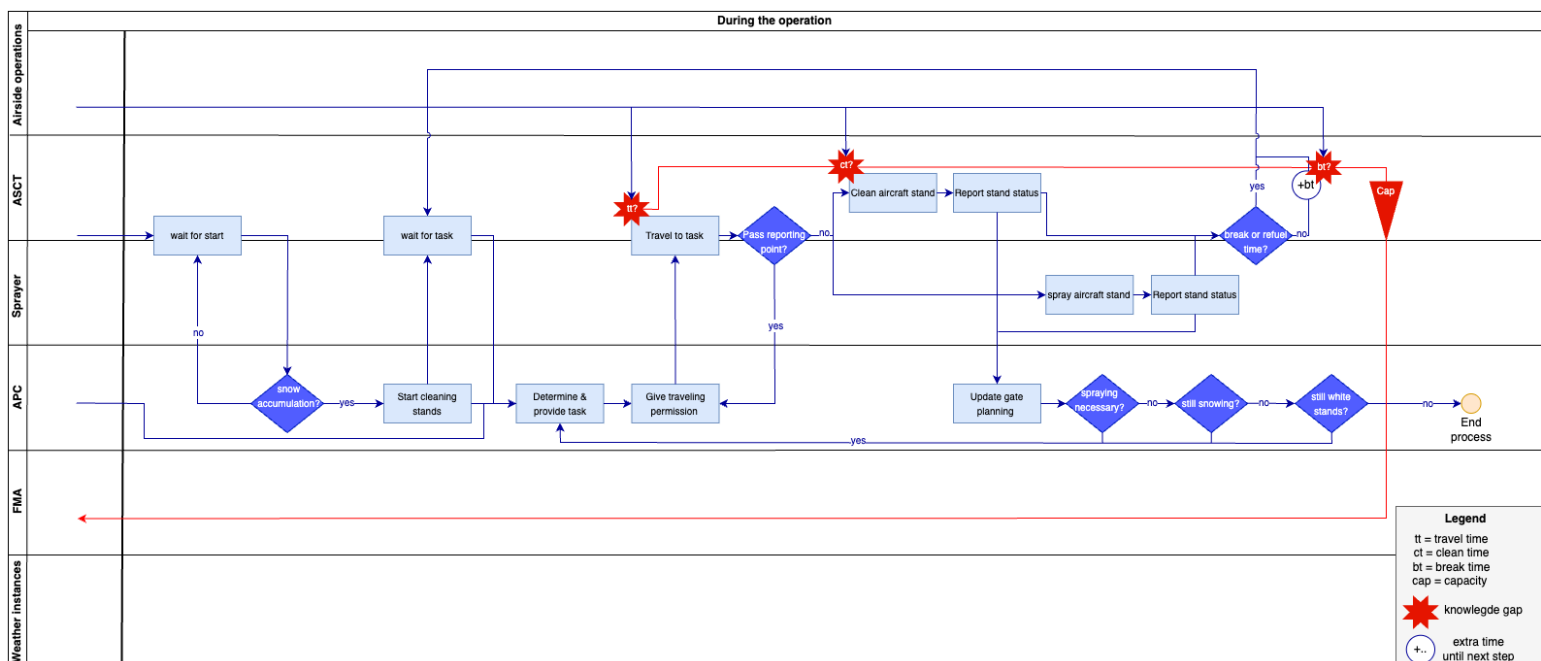 During the operation
Airside operations
ASCT
Sprayer
APC
FMA
Weather instances
ct?
bt?
Clean aircraft stand
Report stand status
yes
+bt
Cap
tt?
wait for start
wait for task
Travel to task
Pass reporting
point?
no
break or refuel
time?
no
spray aircraft stand
Report stand status
no
yes
snow
accumulation?
yes
Start cleaning
stands
Determine &
provide task
Give traveling
permission
Update gate
planning
spraying
necessary?
no
still snowing?
no
still white
stands?
no
End
process
yes
Legend
tt = travel time
ct = clean time
bt = break time
cap = capacity
knowlegde gap
+..
extra time
until next step